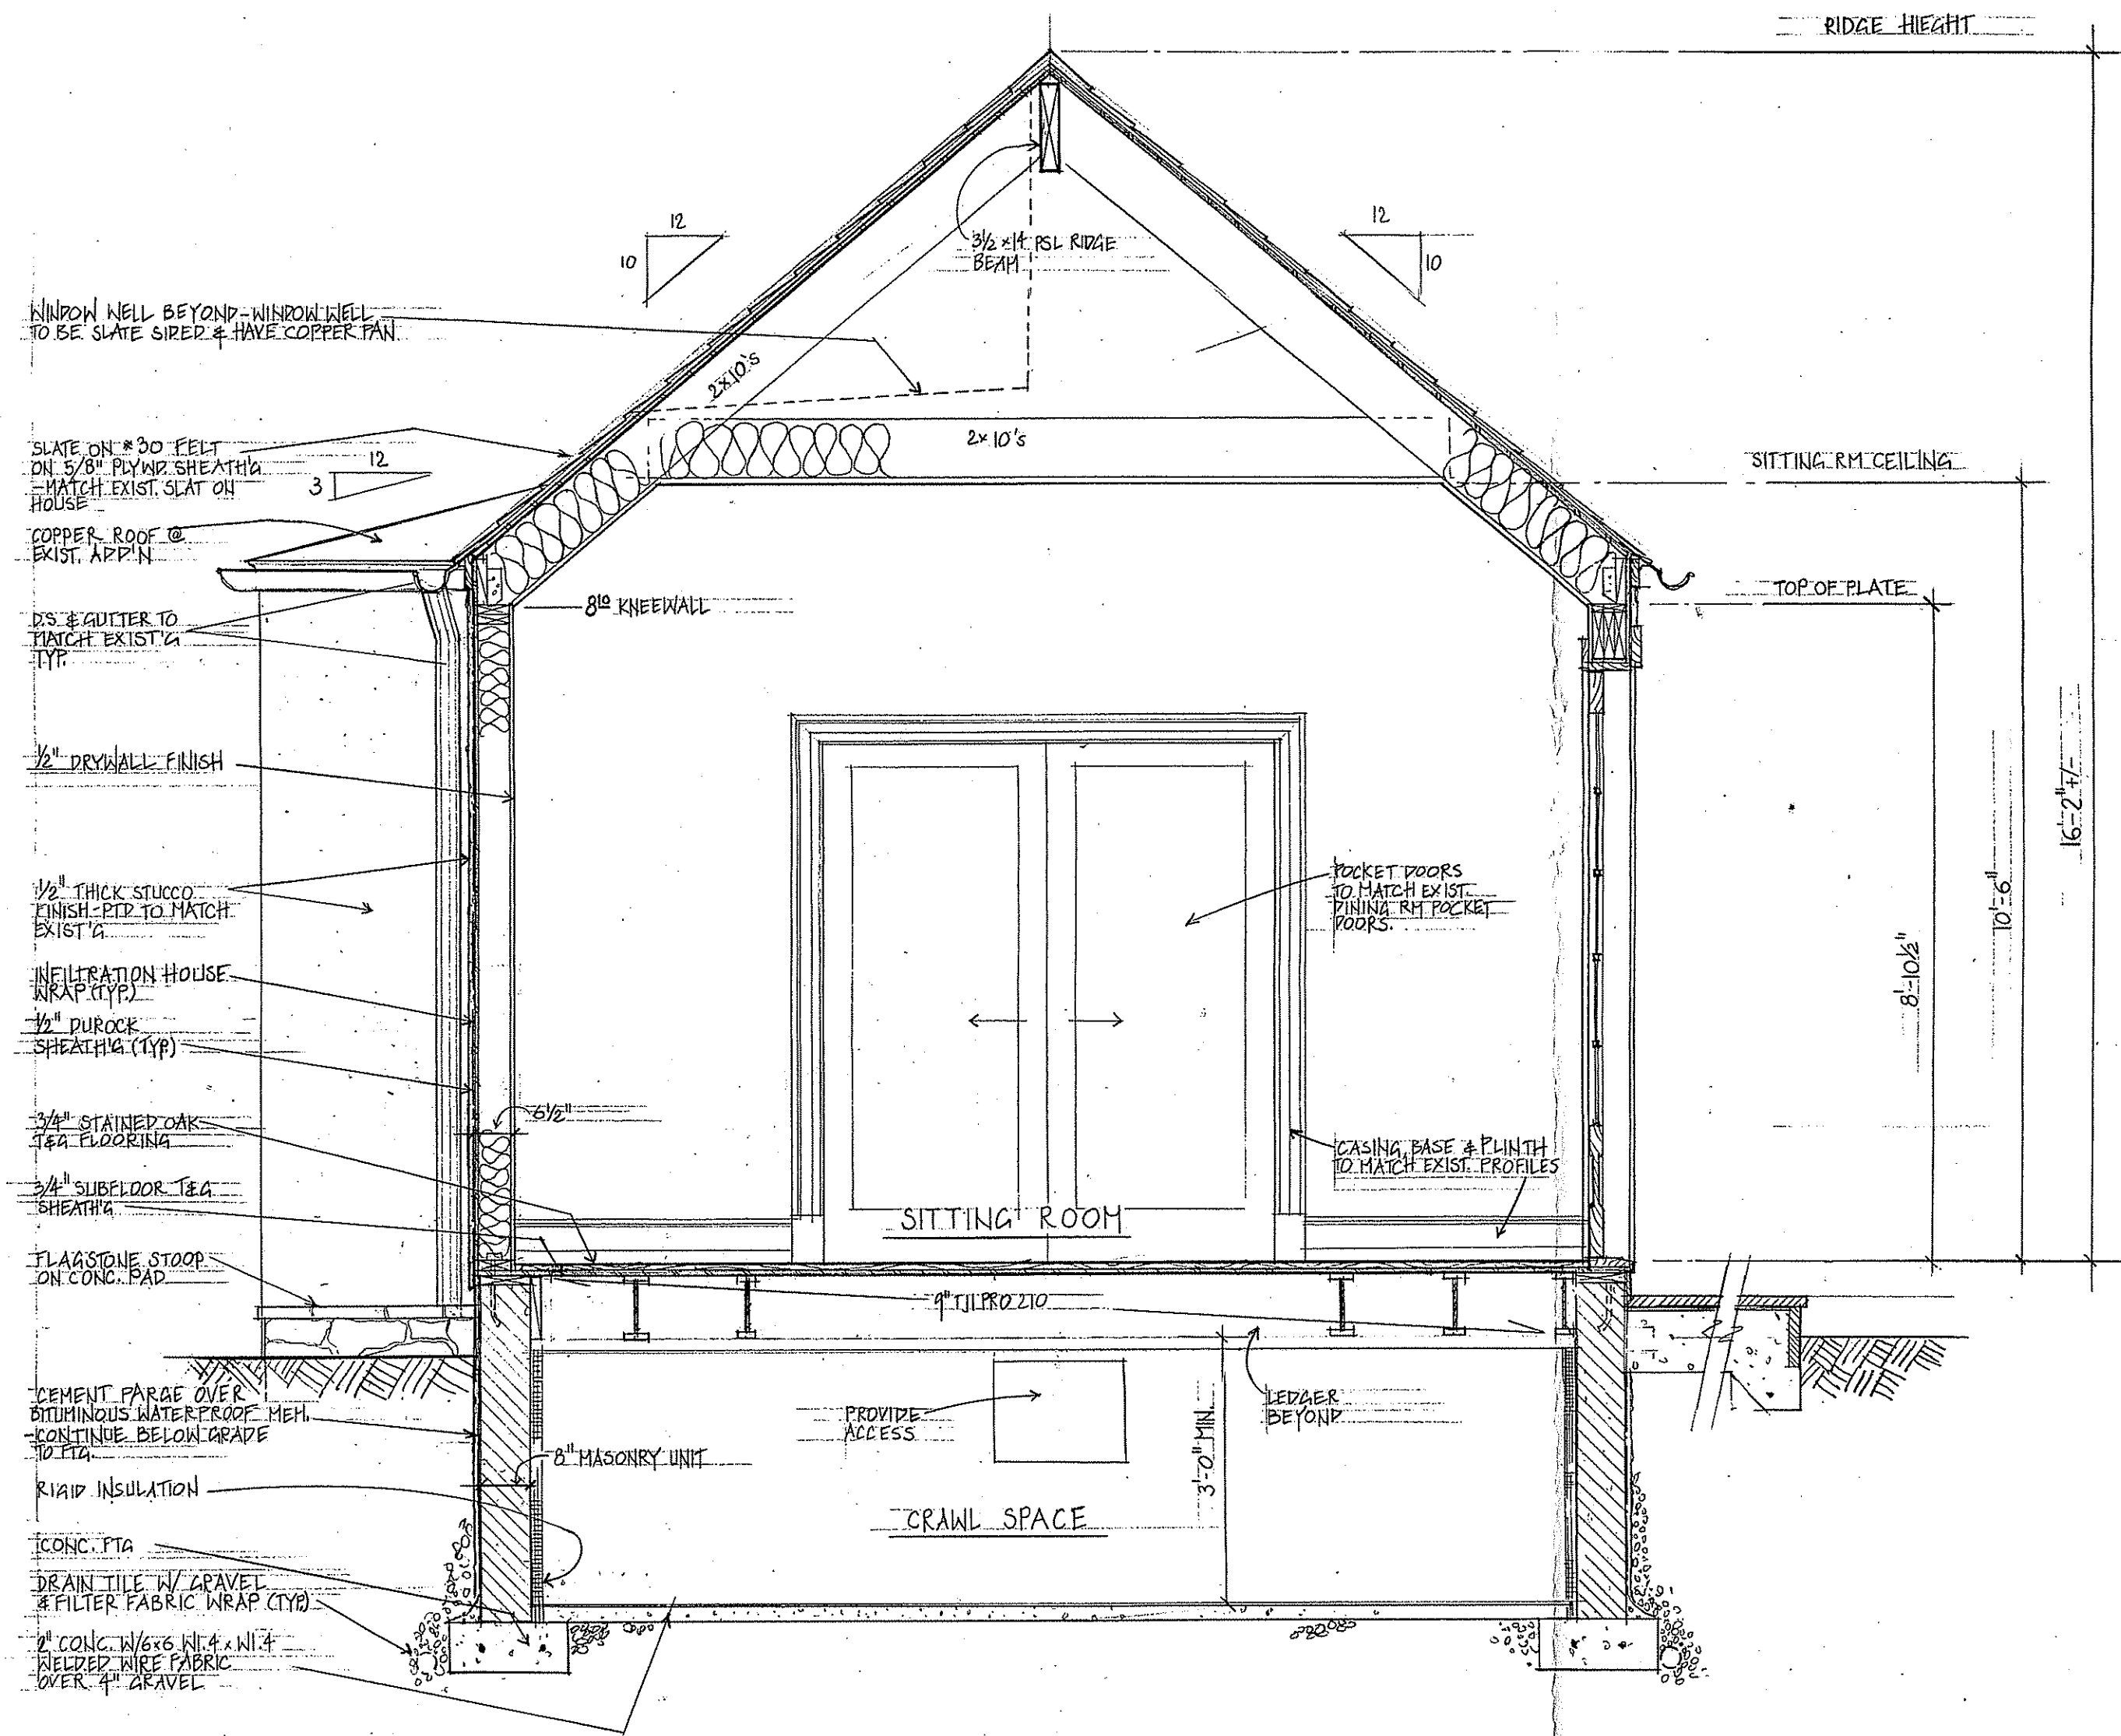 RIDGE HIEGHT
12
10
3½ x 14 PSL RIDGE
BEAM
12
10
WINDOW WELL BEYOND-WINDOW WELL
TO BE SLATE SIDED & HAVE COPPER PAN.
2x10's
SLATE ON #30 FELT
ON 5/8" PLYWD SHEATH'G
-MATCH EXIST. SLAT ON
HOUSE
12
3
2x10's
SITTING RM CEILING
COPPER ROOF @
EXIST. ADD'N
8¹⁰ KNEEWALL
TOP OF PLATE
D.S. & GUTTER TO
MATCH EXIST'G
TYP.
½" DRYWALL FINISH
16'-2" +/-
10'-6"
8'-10½"
POCKET DOORS
TO MATCH EXIST.
DINING RM POCKET
DOORS.
½" THICK STUCCO
FINISH-PTD TO MATCH
EXIST'G
INFILTRATION HOUSE
WRAP (TYP.)
½" DUROCK
SHEATH'G (TYP)
6½"
3/4" STAINED OAK
T&G FLOORING
CASING, BASE & PLINTH
TO MATCH EXIST. PROFILES
3/4" SUBFLOOR T&G
SHEATH'G
SITTING ROOM
FLAGSTONE STOOP
ON CONC. PAD
9" TJI PRO 210
CEMENT PARGE OVER
BITUMINOUS WATERPROOF MEM.
-CONTINUE BELOW GRADE
TO FTG.
PROVIDE
ACCESS
3'-0" MIN.
LEDGER
BEYOND
8" MASONRY UNIT
RIGID INSULATION
CRAWL SPACE
CONC. FTG
DRAIN TILE W/ GRAVEL
& FILTER FABRIC WRAP (TYP)
2" CONC. W/6x6 W1.4 x W1.4
WELDED WIRE FABRIC
OVER 4" GRAVEL